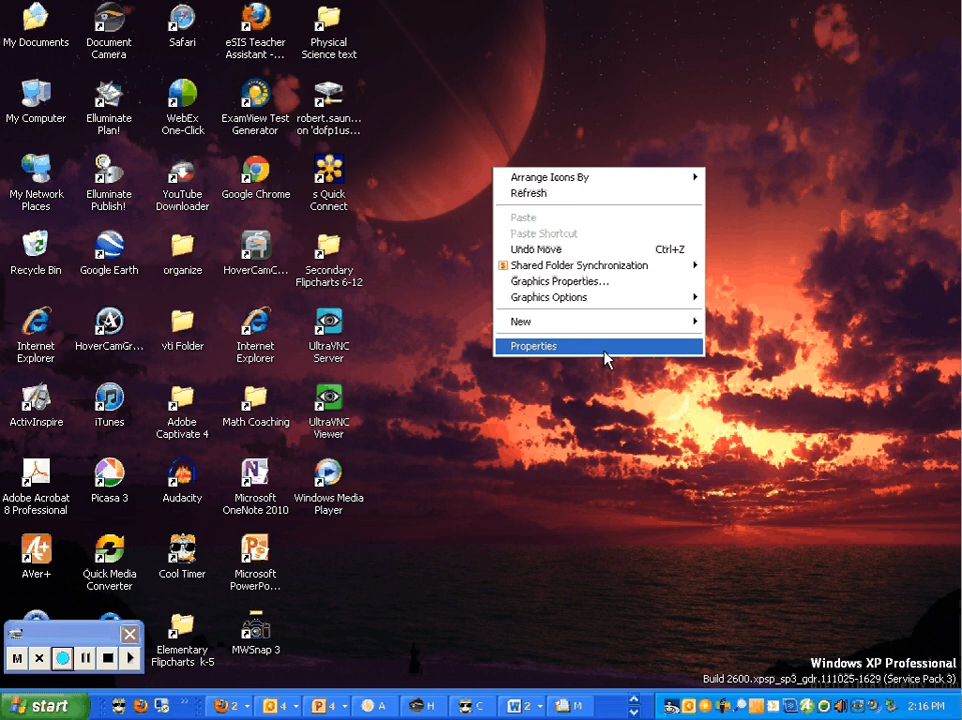 My Documents
Document
Camera
Safari
eSIS Teacher
Assistant -...
Physical
Science text
My Computer
Elluminate
Plan!
WebEx
One-Click
ExamView Test
Generator
robert.saun...
on 'dofp1us...
My Network
Places
Elluminate
Publish!
YouTube
Downloader
Google Chrome
s Quick
Connect
Recycle Bin
Google Earth
organize
HoverCamC...
Secondary
Flipcharts 6-12
Internet
Explorer
HoverCamGr...
vti Folder
Internet
Explorer
UltraVNC
Server
ActivInspire
iTunes
Adobe
Captivate 4
Math Coaching
UltraVNC
Viewer
Adobe Acrobat
8 Professional
Picasa 3
Audacity
Microsoft
OneNote 2010
Windows Media
Player
AVer+
Quick Media
Converter
Cool Timer
Microsoft
PowerPo...
Elementary
Flipcharts k-5
MWSnap 3
Arrange Icons By
Refresh
Paste
Paste Shortcut
Undo Move Ctrl+Z
Shared Folder Synchronization
Graphics Properties...
Graphics Options
New
Properties
M
Windows XP Professional
Build 2600.xpsp_sp3_gdr.111025-1629 (Service Pack 3)
start
2
4
4
A
H
C
2
M
2:16 PM